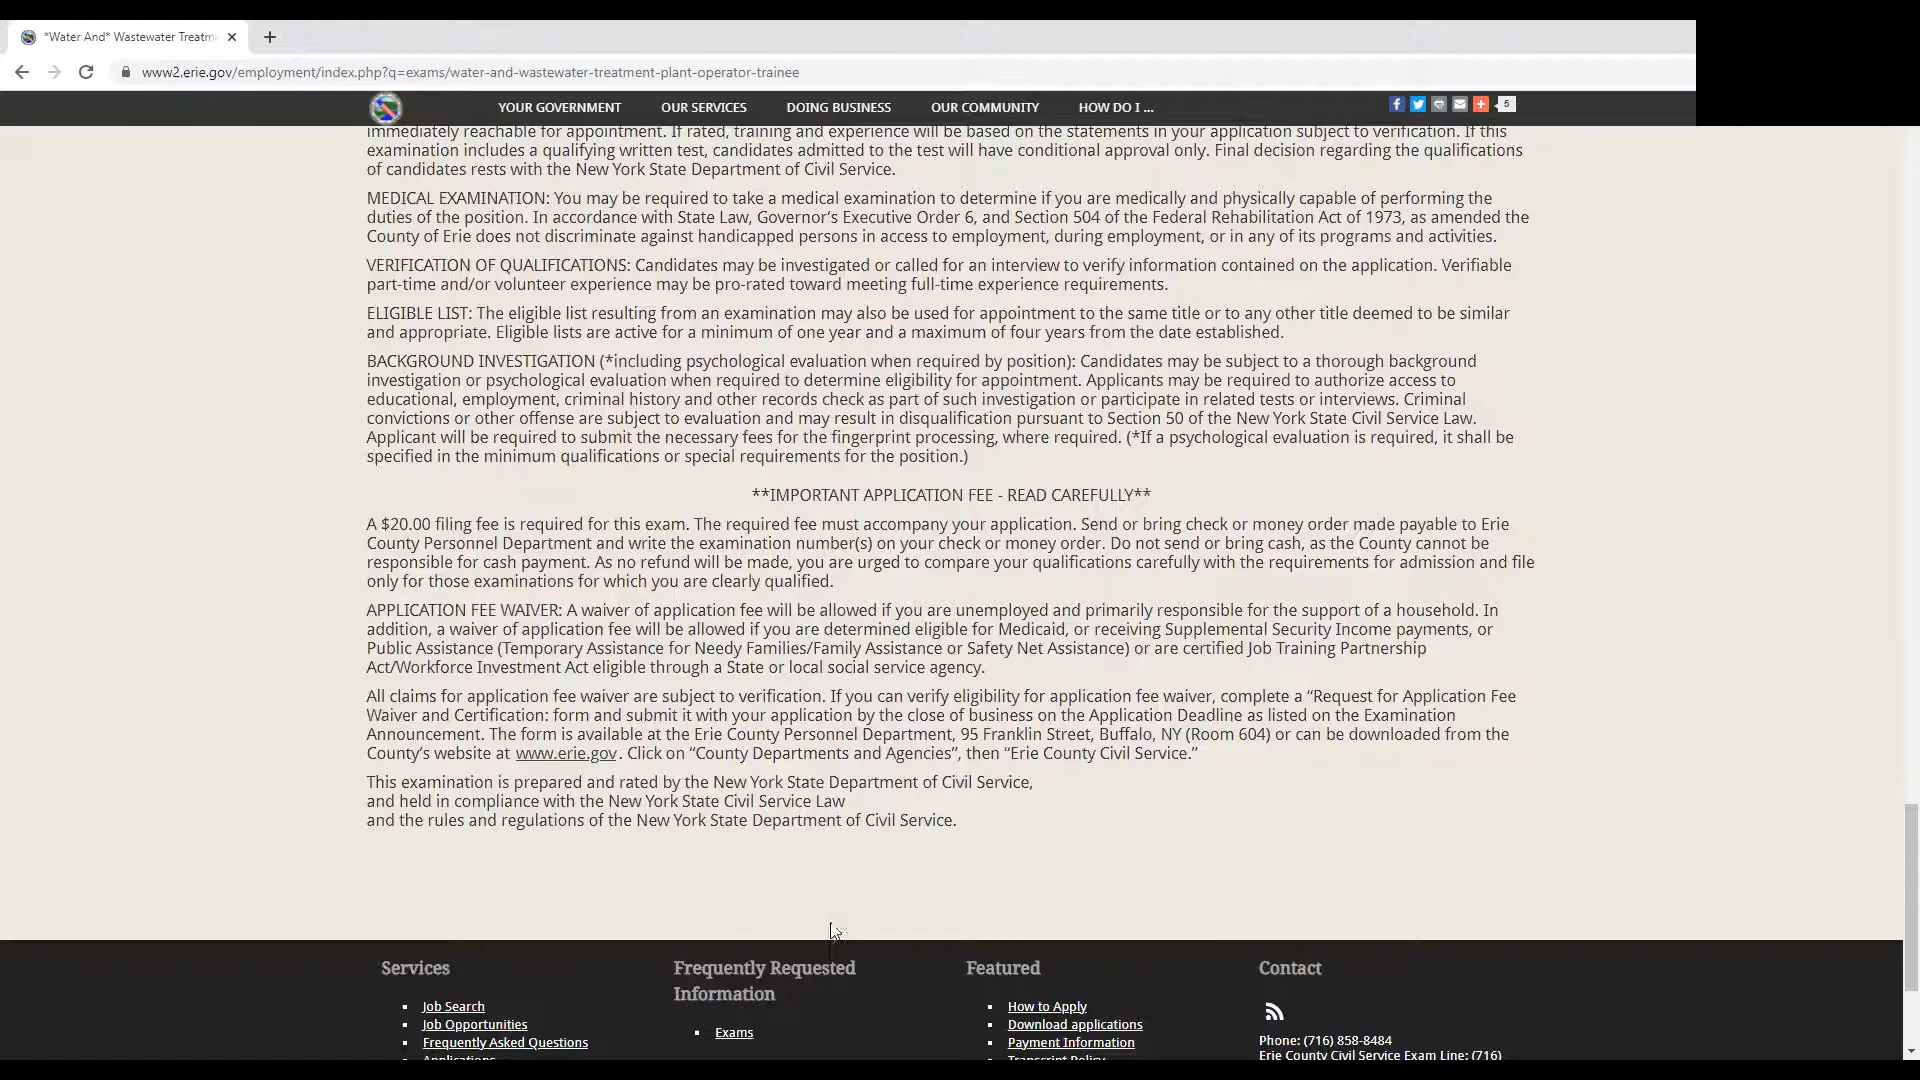 *Water And* Wastewater Treatm
www2.erie.gov/employment/index.php?q=exams/water-and-wastewater-treatment-plant-operator-trainee
YOUR GOVERNMENT OUR SERVICES DOING BUSINESS OUR COMMUNITY HOW DO I ... 5
immediately reachable for appointment. If rated, training and experience will be based on the statements in your application subject to verification. If this
examination includes a qualifying written test, candidates admitted to the test will have conditional approval only. Final decision regarding the qualifications
of candidates rests with the New York State Department of Civil Service.
MEDICAL EXAMINATION: You may be required to take a medical examination to determine if you are medically and physically capable of performing the
duties of the position. In accordance with State Law, Governor's Executive Order 6, and Section 504 of the Federal Rehabilitation Act of 1973, as amended the
County of Erie does not discriminate against handicapped persons in access to employment, during employment, or in any of its programs and activities.
VERIFICATION OF QUALIFICATIONS: Candidates may be investigated or called for an interview to verify information contained on the application. Verifiable
part-time and/or volunteer experience may be pro-rated toward meeting full-time experience requirements.
ELIGIBLE LIST: The eligible list resulting from an examination may also be used for appointment to the same title or to any other title deemed to be similar
and appropriate. Eligible lists are active for a minimum of one year and a maximum of four years from the date established.
BACKGROUND INVESTIGATION (*including psychological evaluation when required by position): Candidates may be subject to a thorough background
investigation or psychological evaluation when required to determine eligibility for appointment. Applicants may be required to authorize access to
educational, employment, criminal history and other records check as part of such investigation or participate in related tests or interviews. Criminal
convictions or other offense are subject to evaluation and may result in disqualification pursuant to Section 50 of the New York State Civil Service Law.
Applicant will be required to submit the necessary fees for the fingerprint processing, where required. (*If a psychological evaluation is required, it shall be
specified in the minimum qualifications or special requirements for the position.)
**IMPORTANT APPLICATION FEE - READ CAREFULLY**
A $20.00 filing fee is required for this exam. The required fee must accompany your application. Send or bring check or money order made payable to Erie
County Personnel Department and write the examination number(s) on your check or money order. Do not send or bring cash, as the County cannot be
responsible for cash payment. As no refund will be made, you are urged to compare your qualifications carefully with the requirements for admission and file
only for those examinations for which you are clearly qualified.
APPLICATION FEE WAIVER: A waiver of application fee will be allowed if you are unemployed and primarily responsible for the support of a household. In
addition, a waiver of application fee will be allowed if you are determined eligible for Medicaid, or receiving Supplemental Security Income payments, or
Public Assistance (Temporary Assistance for Needy Families/Family Assistance or Safety Net Assistance) or are certified Job Training Partnership
Act/Workforce Investment Act eligible through a State or local social service agency.
All claims for application fee waiver are subject to verification. If you can verify eligibility for application fee waiver, complete a “Request for Application Fee
Waiver and Certification: form and submit it with your application by the close of business on the Application Deadline as listed on the Examination
Announcement. The form is available at the Erie County Personnel Department, 95 Franklin Street, Buffalo, NY (Room 604) or can be downloaded from the
County's website at www.erie.gov. Click on “County Departments and Agencies”, then “Erie County Civil Service.”
This examination is prepared and rated by the New York State Department of Civil Service,
and held in compliance with the New York State Civil Service Law
and the rules and regulations of the New York State Department of Civil Service.
Services
Job Search
Job Opportunities
Frequently Asked Questions
Applications
Frequently Requested
Information
Exams
Featured
How to Apply
Download applications
Payment Information
Transcript Policy
Contact
Phone: (716) 858-8484
Erie County Civil Service Exam Line: (716)